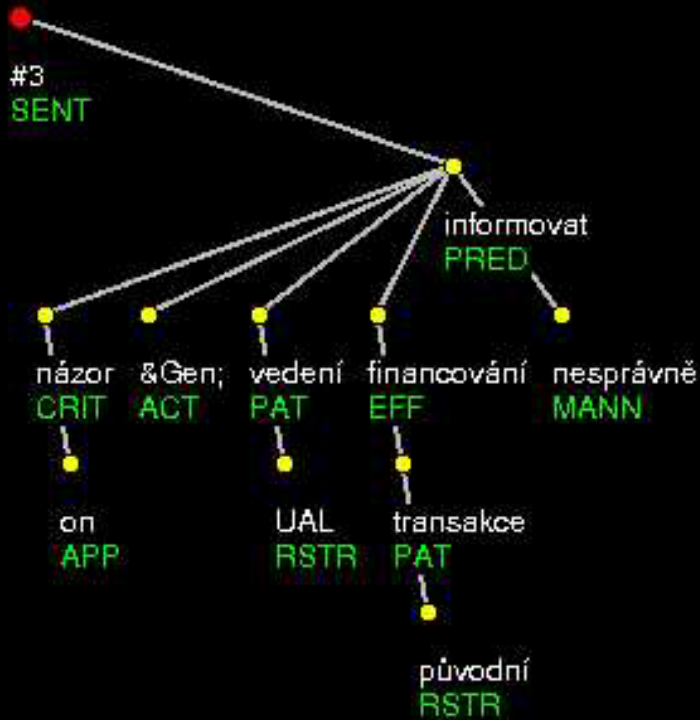 #3
SENT
informovat
PRED
názor &Gen; vedení financování nesprávně
CRIT ACT PAT EFF MANN
on UAL transakce
APP RSTR PAT
původní
RSTR